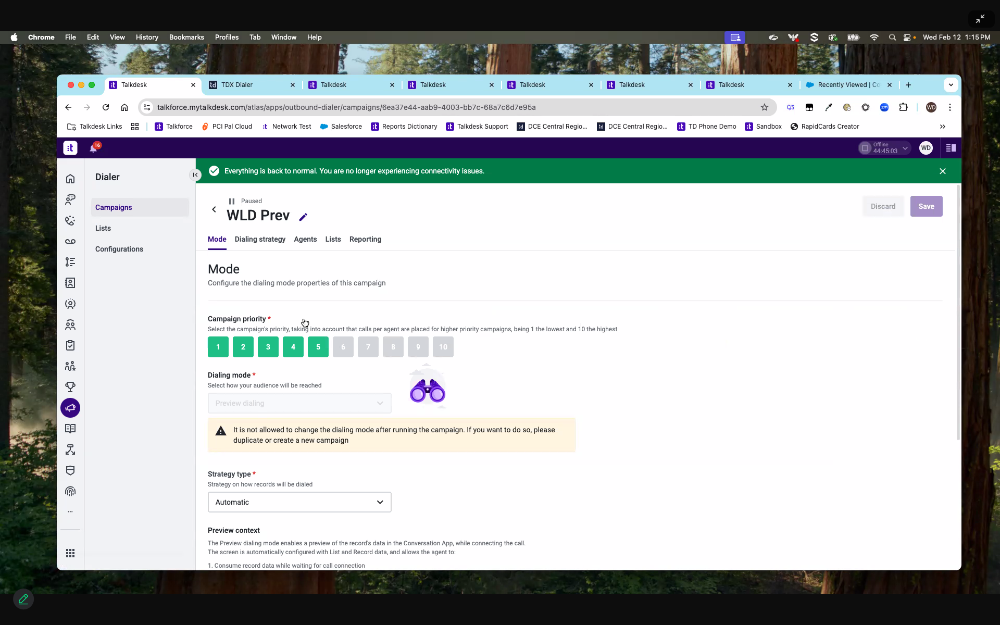 Chrome File Edit View History Bookmarks Profiles Tab Window Help
Wed Feb 12 1:15 PM
Talkdesk
td TDX Dialer
Talkdesk
Talkdesk
Talkdesk
Talkdesk
Talkdesk
Recently Viewed | Co
talkforce.mytalkdesk.com/atlas/apps/outbound-dialer/campaigns/6ea37e44-aab9-4003-bb7c-68a7c6d7e95a
C/S
zm
WD
Talkdesk Links
Talkforce
PCI Pal Cloud
Network Test
Salesforce
Reports Dictionary
Talkdesk Support
td DCE Central Regio...
td DCE Central Regio...
TD Phone Demo
Sandbox
RapidCards Creator
:t
16
Offline
44:45:03
WD
Dialer
Campaigns
Lists
Configurations
Everything is back to normal. You are no longer experiencing connectivity issues.
Paused
WLD Prev
Discard
Save
Mode Dialing strategy Agents Lists Reporting
Mode
Configure the dialing mode properties of this campaign
Campaign priority *
Select the campaign's priority, taking into account that calls per agent are placed for higher priority campaigns, being 1 the lowest and 10 the highest
1 2 3 4 5 6 7 8 9 10
Dialing mode *
Select how your audience will be reached
Preview dialing
It is not allowed to change the dialing mode after running the campaign. If you want to do so, please
duplicate or create a new campaign
Strategy type *
Strategy on how records will be dialed
Automatic
Preview context
The Preview dialing mode enables a preview of the record's data in the Conversation App, while connecting the call.
The screen is automatically configured with List and Record data, and allows the agent to:
1. Consume record data while waiting for call connection